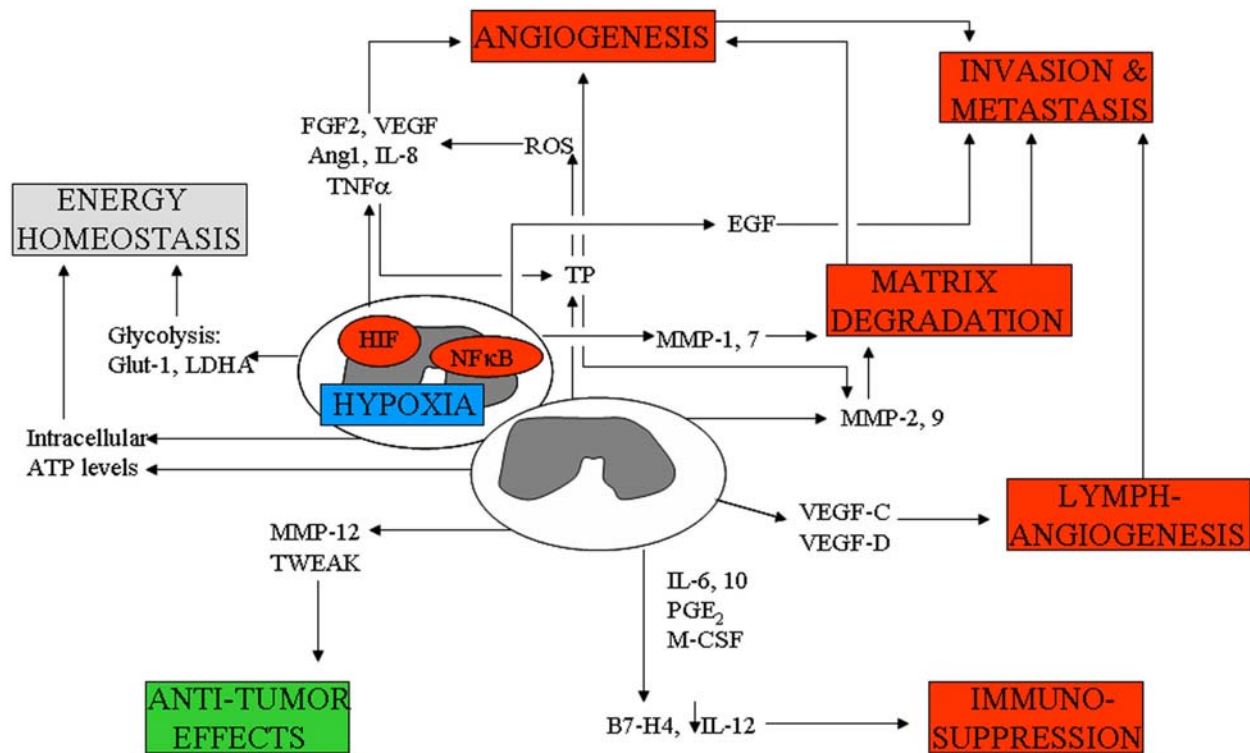 ANGIOGENESIS
INVASION &
METASTASIS
FGF2, VEGF
Ang1, IL-8
TNFα
ROS
ENERGY
HOMEOSTASIS
EGF
TP
MATRIX
DEGRADATION
Glycolysis:
Glut-1, LDHA
HIF
NFκB
HYPOXIA
MMP-1, 7
MMP-2, 9
Intracellular
ATP levels
VEGF-C
VEGF-D
LYMPH-
ANGIOGENESIS
MMP-12
TWEAK
IL-6, 10
PGE₂
M-CSF
ANTI-TUMOR
EFFECTS
B7-H4, ↓IL-12
IMMUNO-
SUPPRESSION